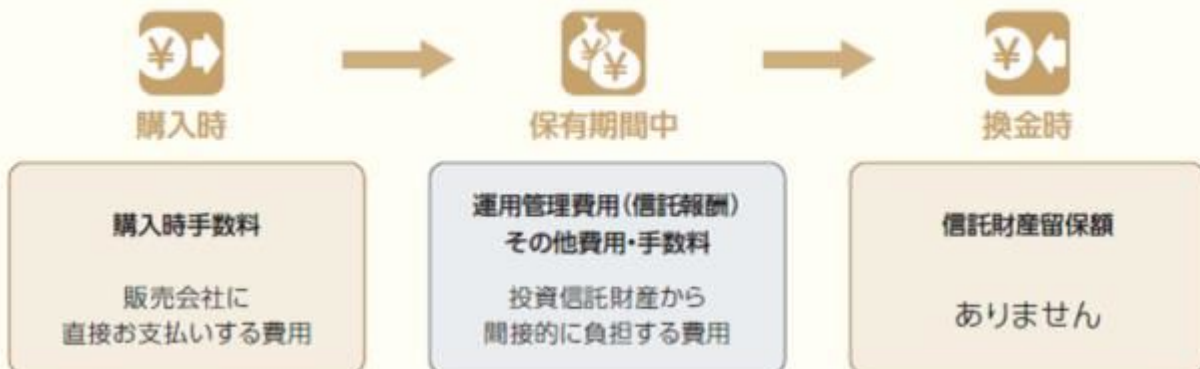 購入時
保有期間中
換金時
購入時手数料
販売会社に
直接お支払いする費用
運用管理費用(信託報酬)
その他費用・手数料
投資信託財産から
間接的に負担する費用
信託財産留保額
ありません